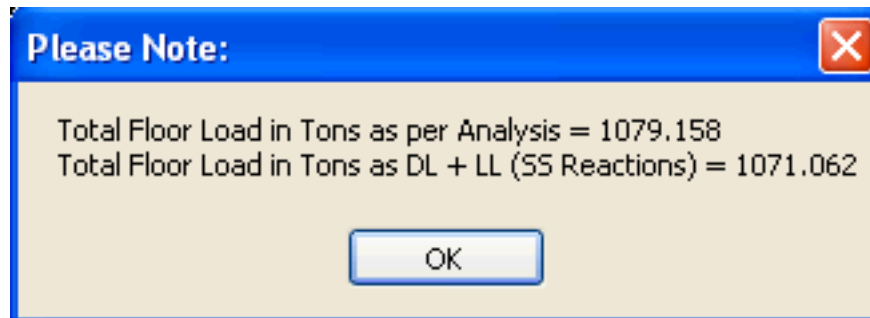 Please Note:
Total Floor Load in Tons as per Analysis = 1079.158
Total Floor Load in Tons as DL + LL (SS Reactions) = 1071.062
OK